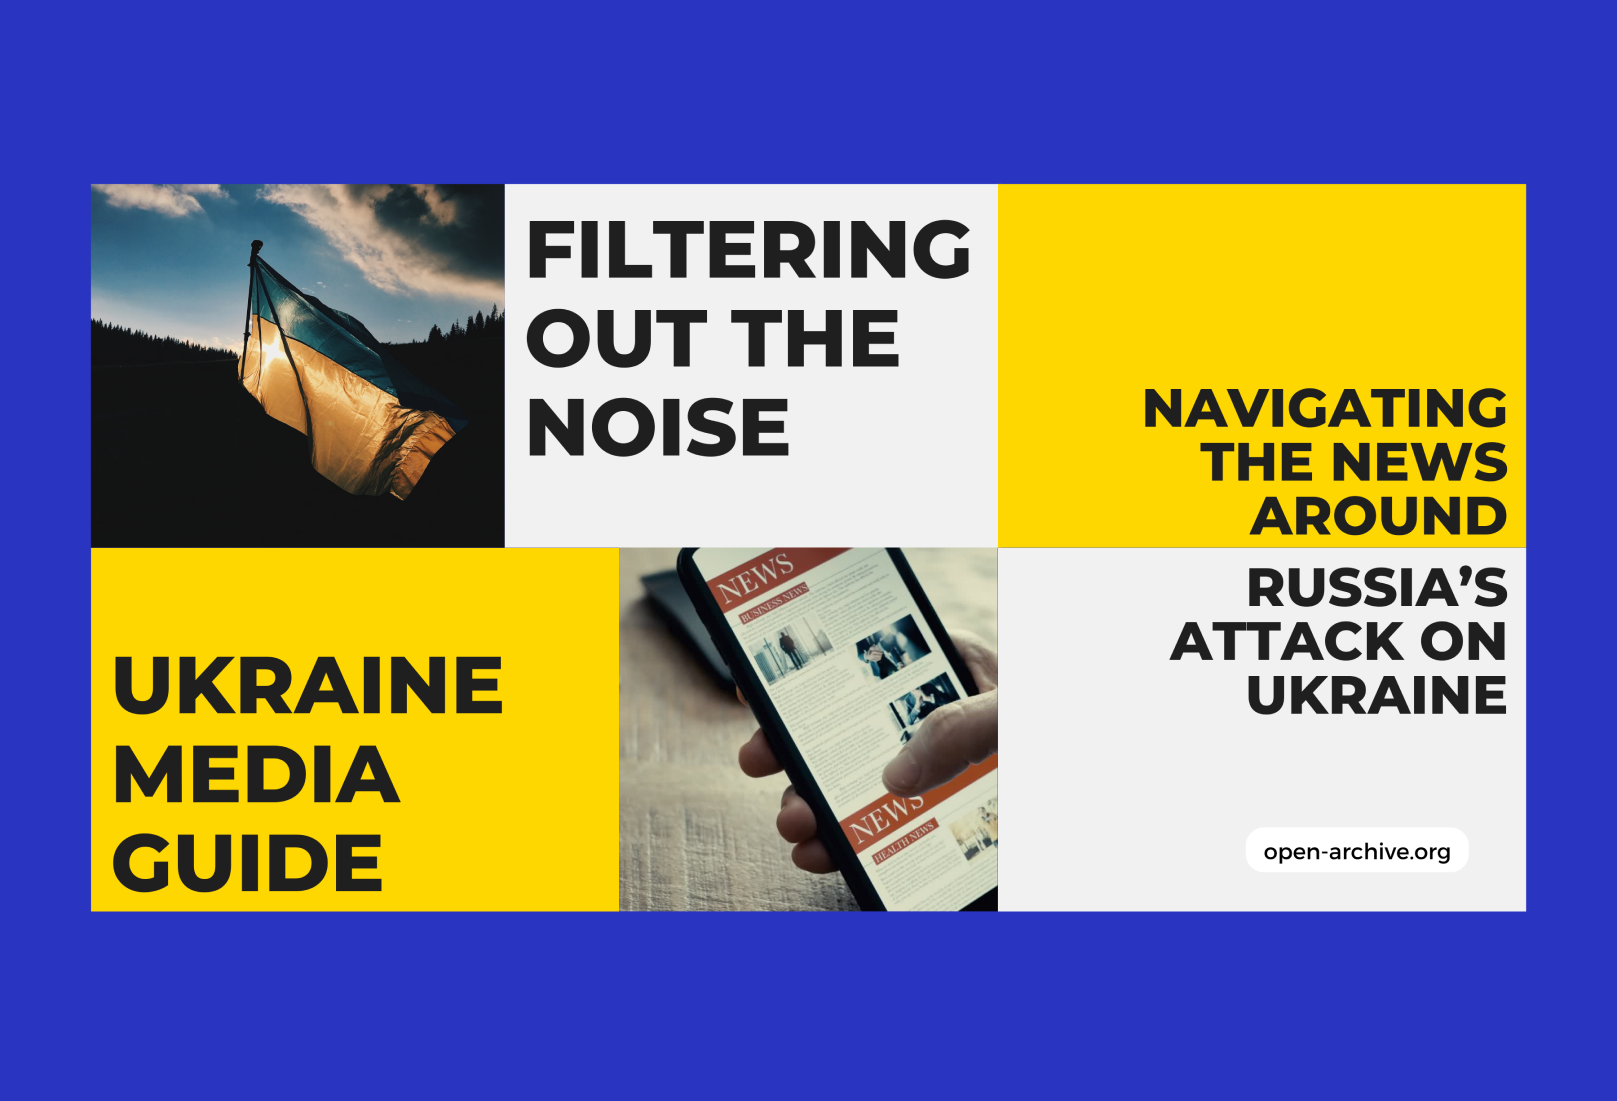 FILTERING
OUT THE
NOISE
NAVIGATING
THE NEWS
AROUND
RUSSIA’S
ATTACK ON
UKRAINE
UKRAINE
MEDIA
GUIDE
NEWS
BUSINESS NEWS
NEWS
HEALTH NEWS
open-archive.org